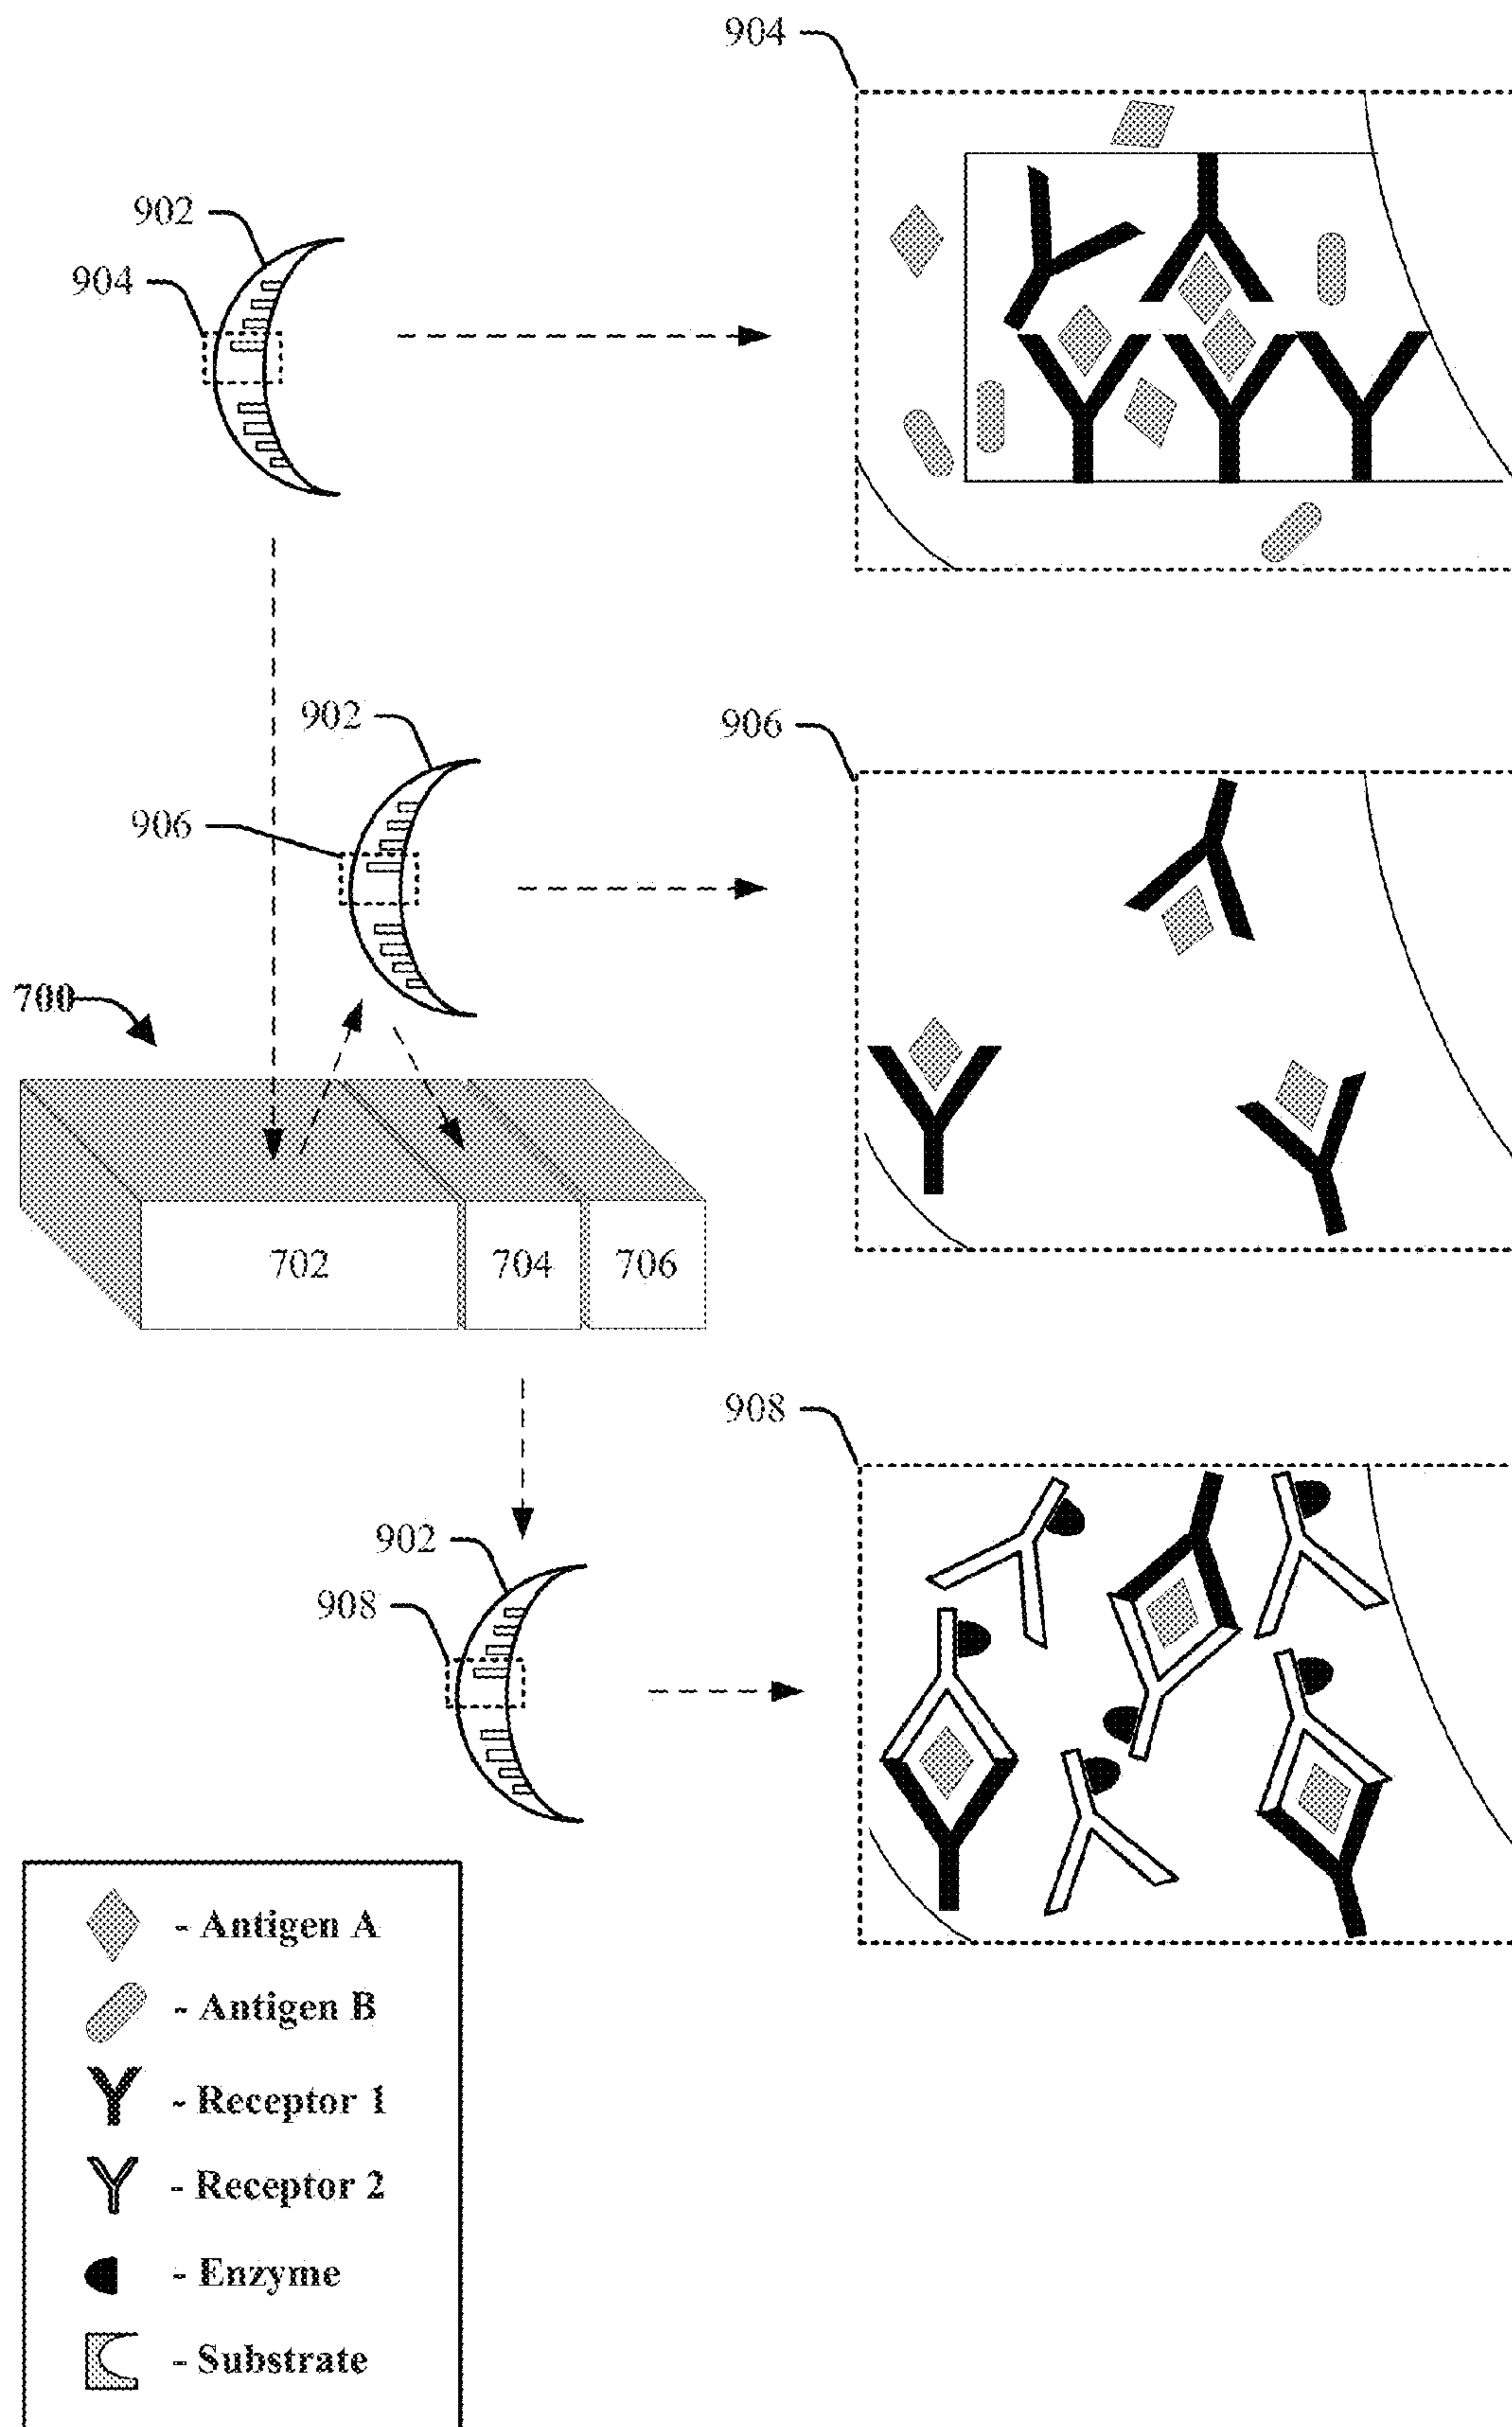 904
902
904
902
906
906
700
702
704
706
908
902
908
- Antigen A
- Antigen B
- Receptor 1
- Receptor 2
- Enzyme
- Substrate